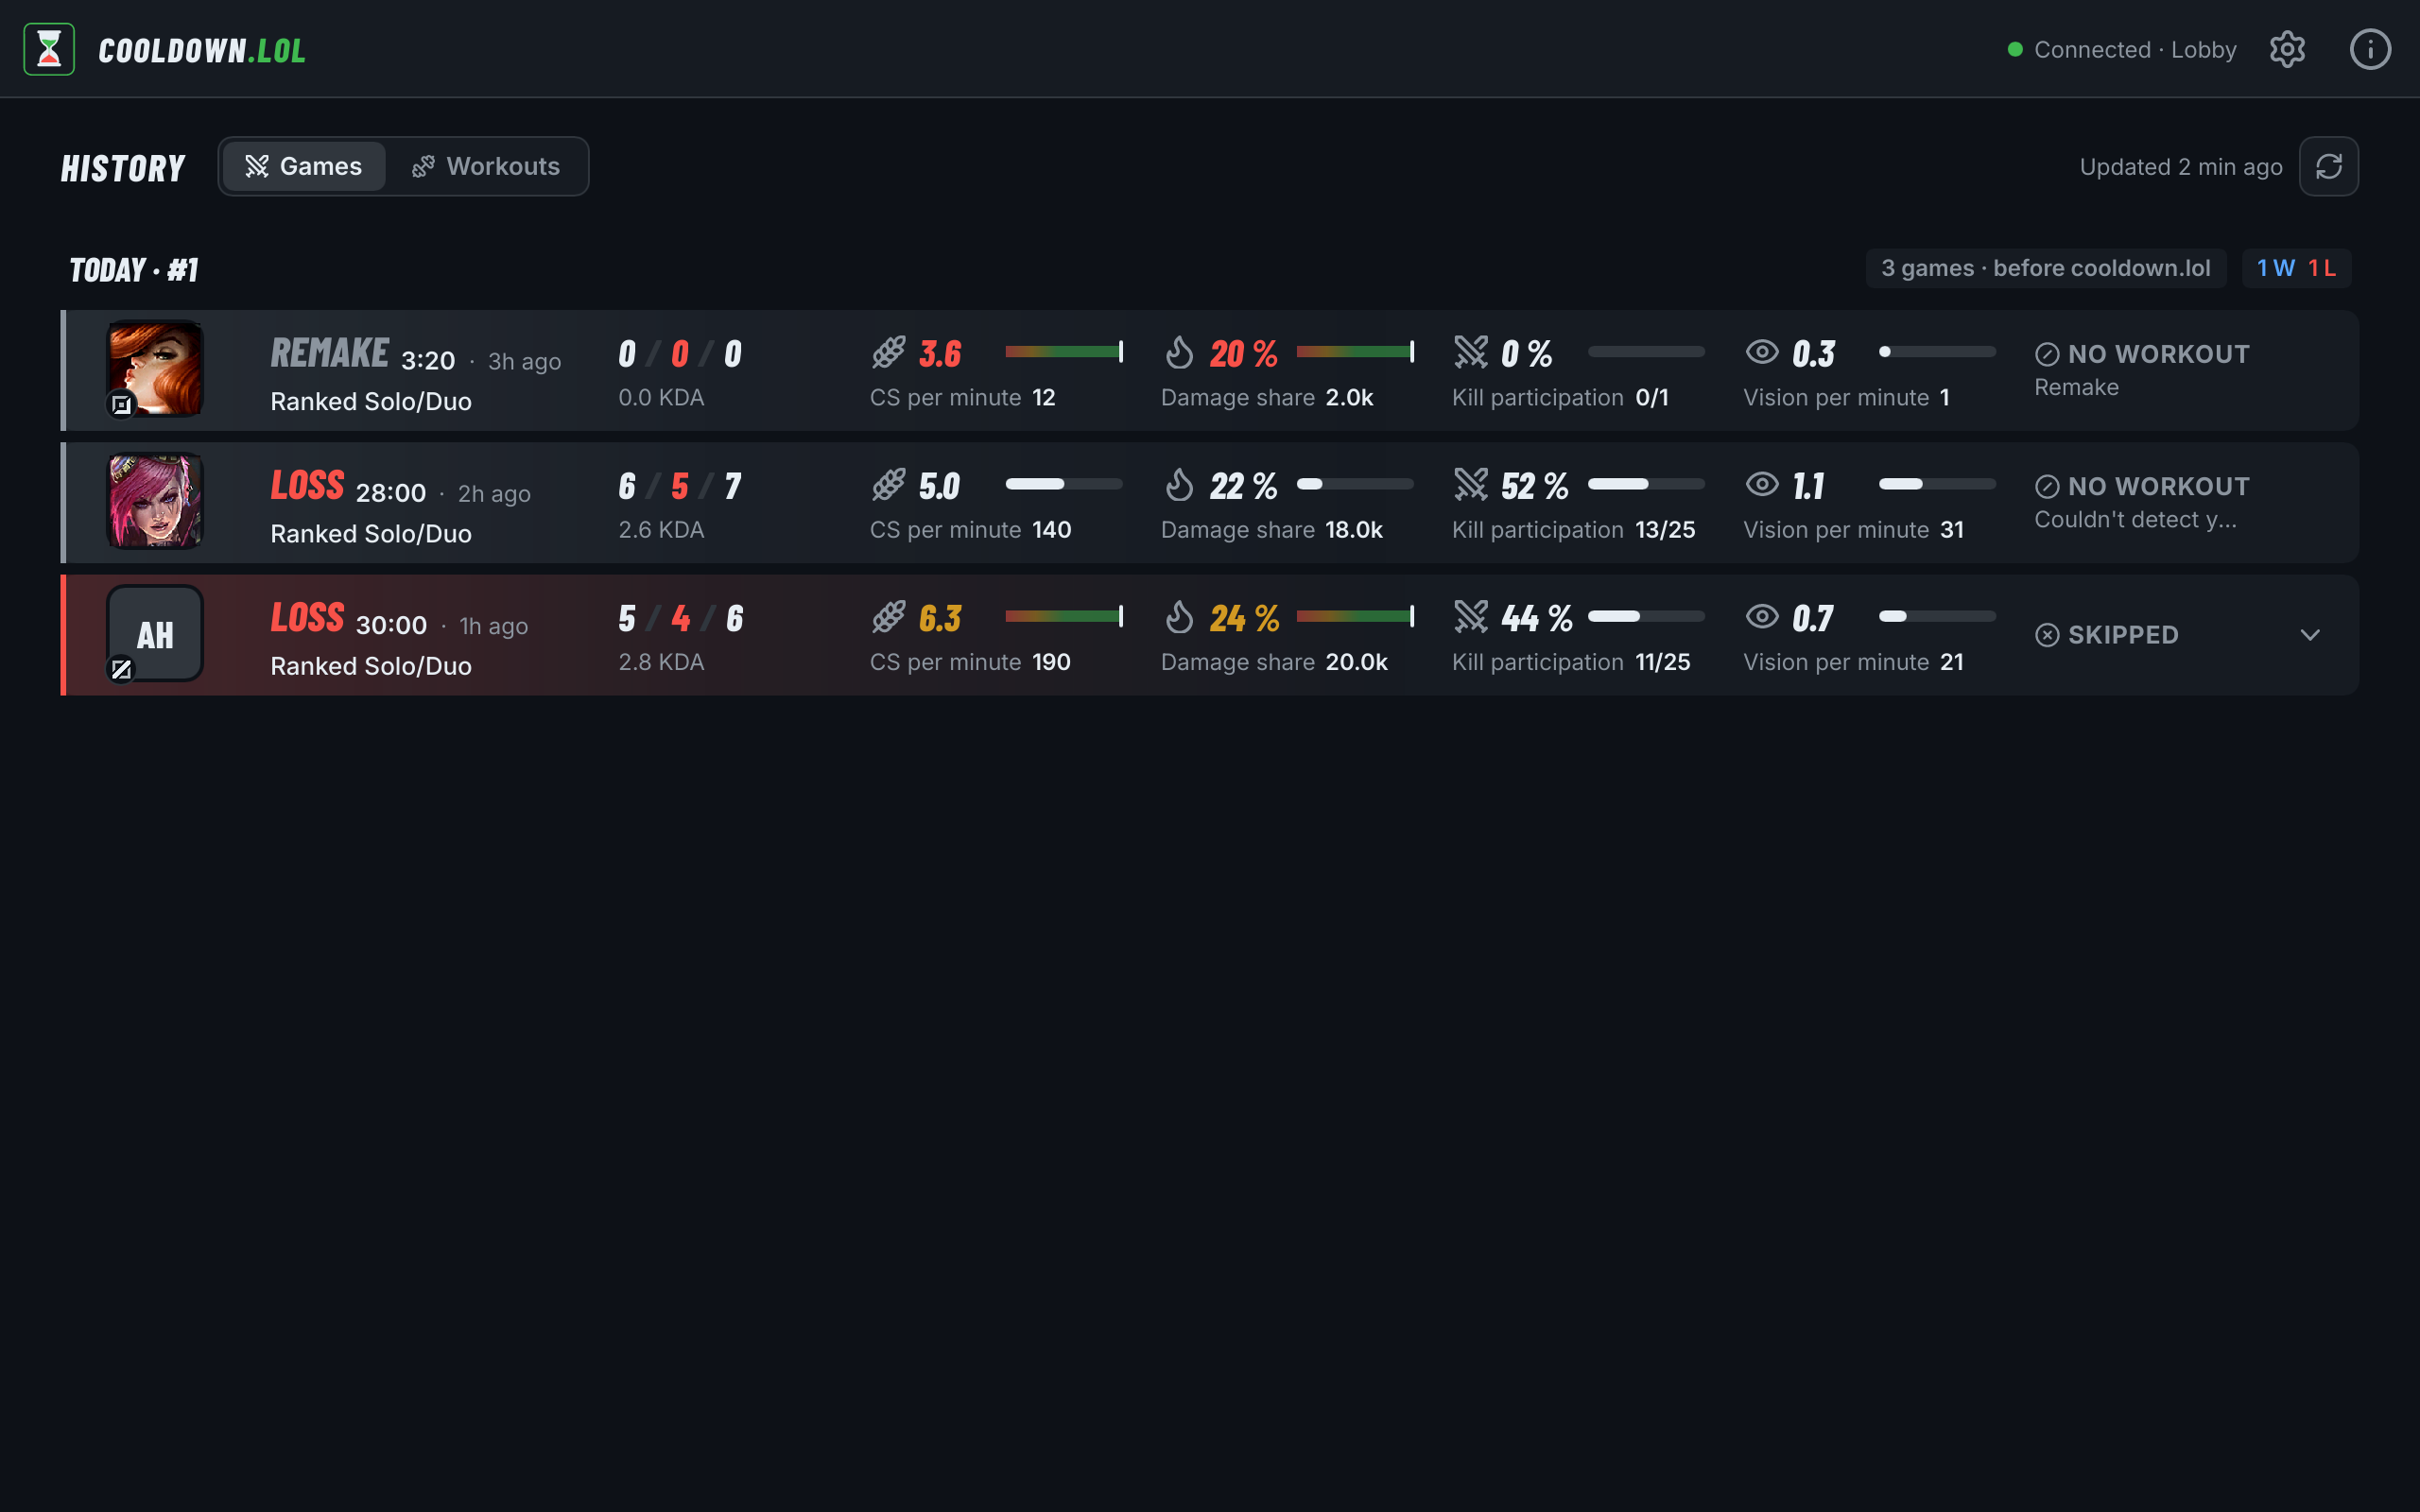 COOLDOWN.LOL
Connected · Lobby
HISTORY
Games
Workouts
Updated 2 min ago
TODAY · #1
3 games · before cooldown.lol
1 W 1 L
REMAKE 3:20 · 3h ago
Ranked Solo/Duo
0 / 0 / 0
0.0 KDA
3.6
CS per minute 12
20 %
Damage share 2.0k
0 %
Kill participation 0/1
0.3
Vision per minute 1
NO WORKOUT
Remake
LOSS 28:00 · 2h ago
Ranked Solo/Duo
6 / 5 / 7
2.6 KDA
5.0
CS per minute 140
22 %
Damage share 18.0k
52 %
Kill participation 13/25
1.1
Vision per minute 31
NO WORKOUT
Couldn't detect y...
AH
LOSS 30:00 · 1h ago
Ranked Solo/Duo
5 / 4 / 6
2.8 KDA
6.3
CS per minute 190
24 %
Damage share 20.0k
44 %
Kill participation 11/25
0.7
Vision per minute 21
SKIPPED